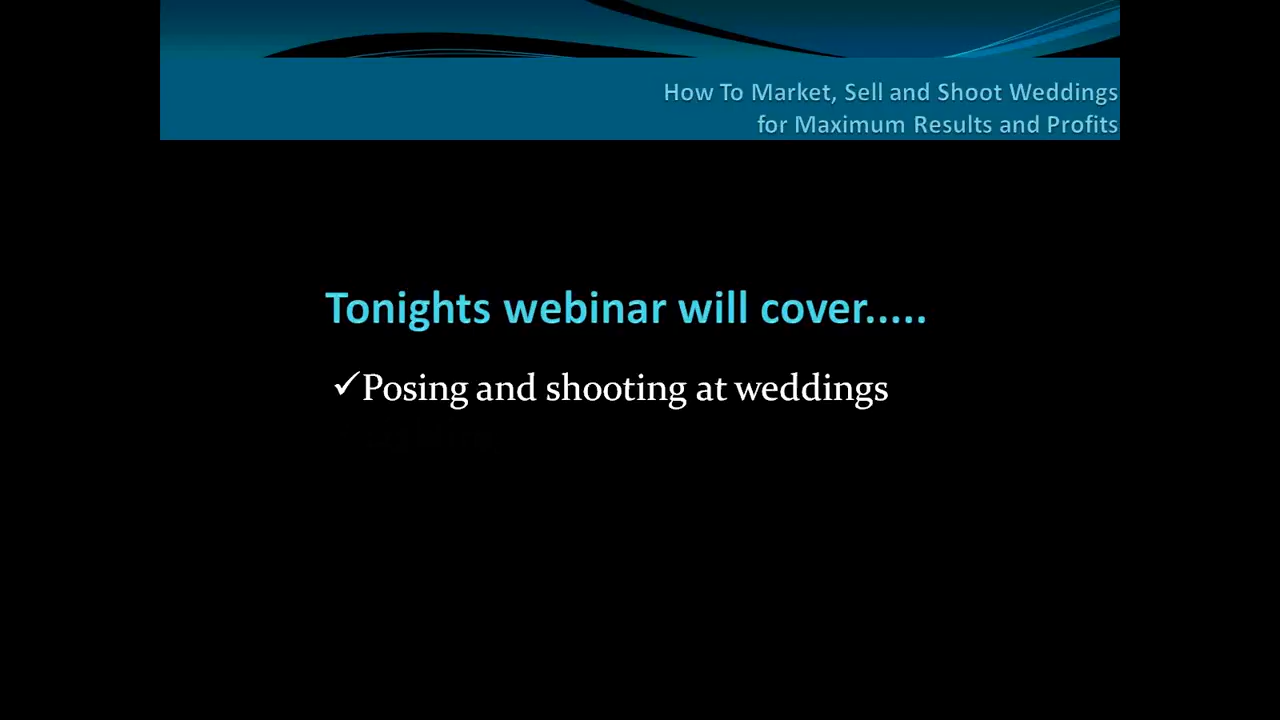 How To Market, Sell and Shoot Weddings
for Maximum Results and Profits
Tonights webinar will cover.....
✓Posing and shooting at weddings